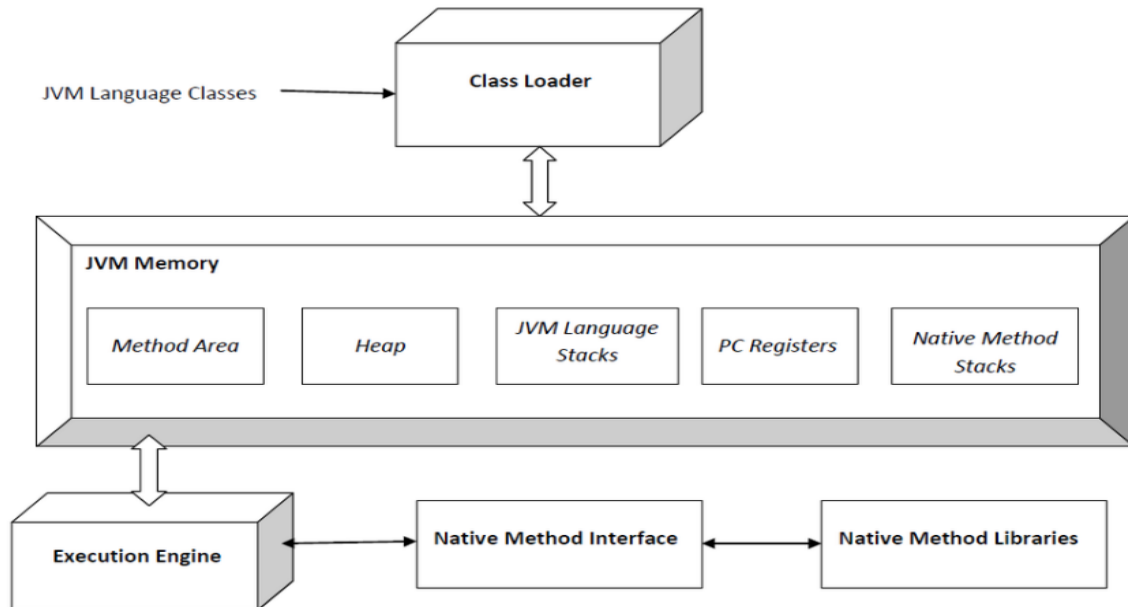 Class Loader
JVM Language Classes
JVM Memory
Method Area
Heap
JVM Language
Stacks
PC Registers
Native Method
Stacks
Execution Engine
Native Method Interface
Native Method Libraries